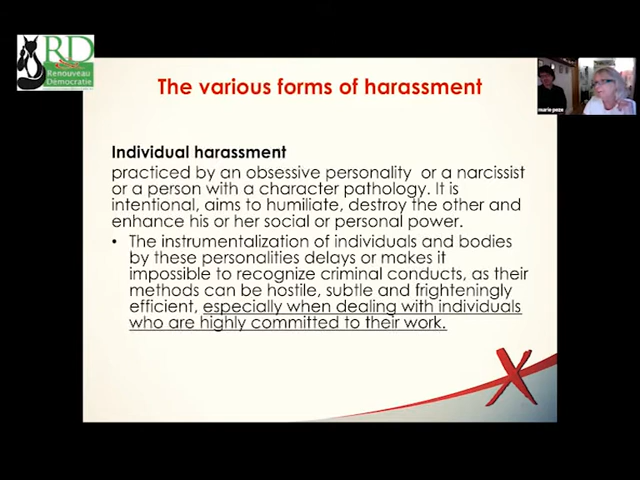 RD
Renouveau
Démocratie
The various forms of harassment
marie peze
Individual harassment
practiced by an obsessive personality or a narcissist
or a person with a character pathology. It is
intentional, aims to humiliate, destroy the other and
enhance his or her social or personal power.
• The instrumentalization of individuals and bodies
by these personalities delays or makes it
impossible to recognize criminal conducts, as their
methods can be hostile, subtle and frighteningly
efficient, especially when dealing with individuals
who are highly committed to their work.